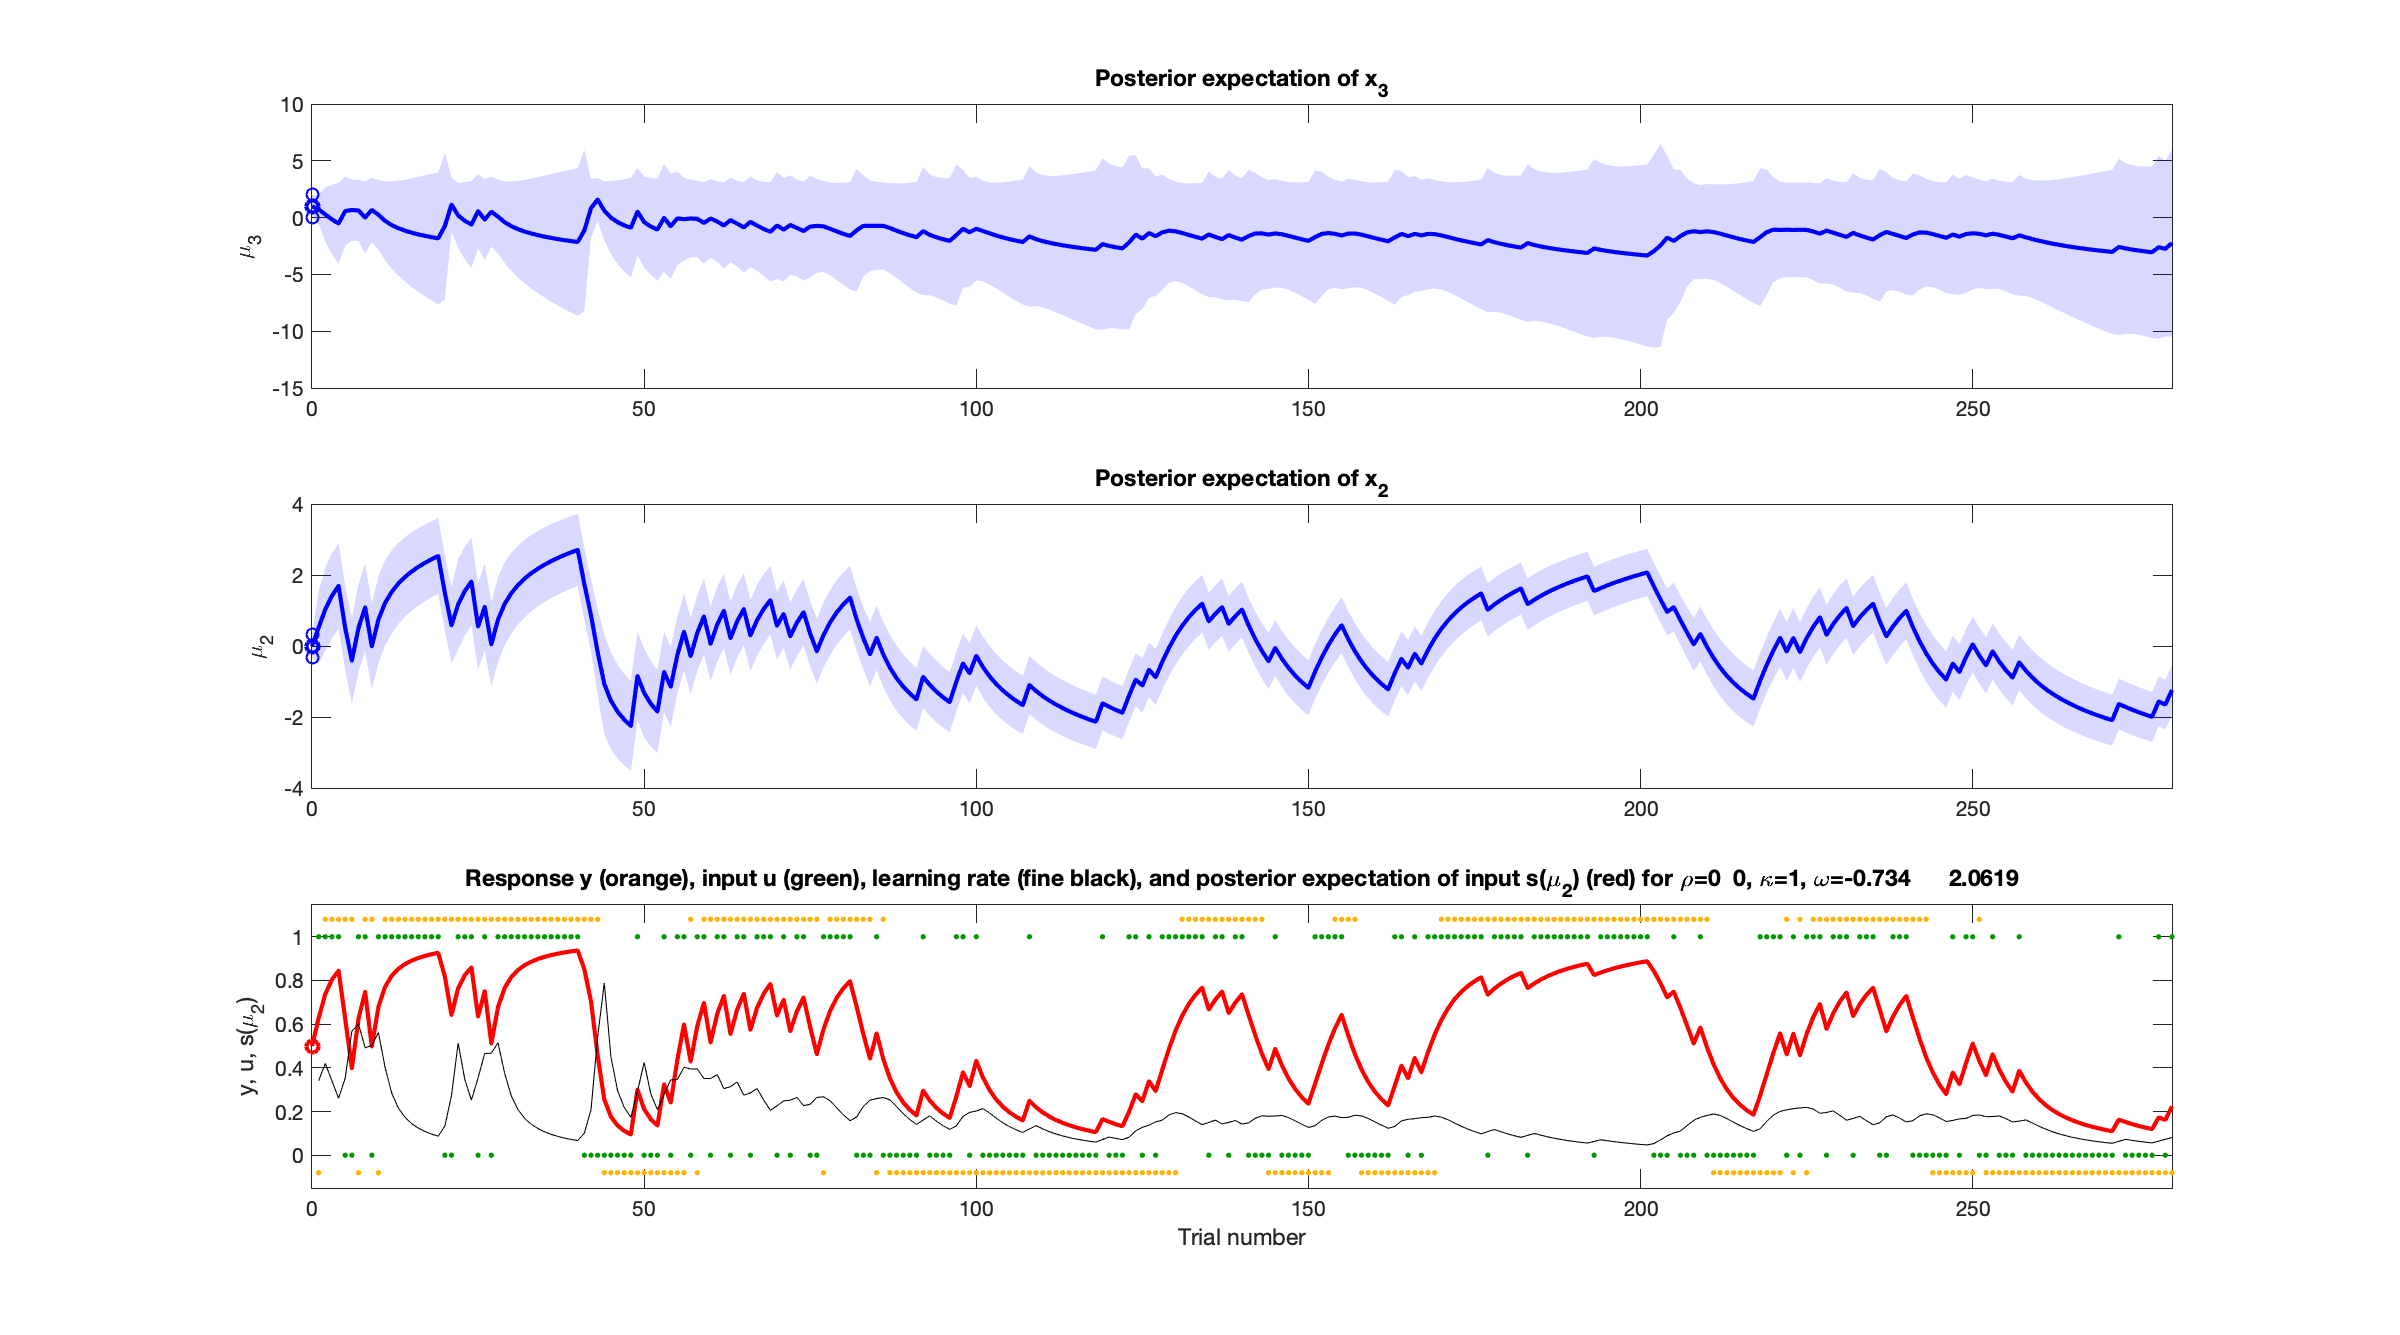 Posterior expectation of x3
10
5
0
-5
-10
-15
μ3
0 50 100 150 200 250
Posterior expectation of x2
4
2
0
-2
-4
μ2
0 50 100 150 200 250
Response y (orange), input u (green), learning rate (fine black), and posterior expectation of input s(μ2) (red) for ρ=0 0, κ=1, ω=-0.734 2.0619
1
0.8
0.6
0.4
0.2
0
y, u, s(μ2)
0 50 100 150 200 250
Trial number